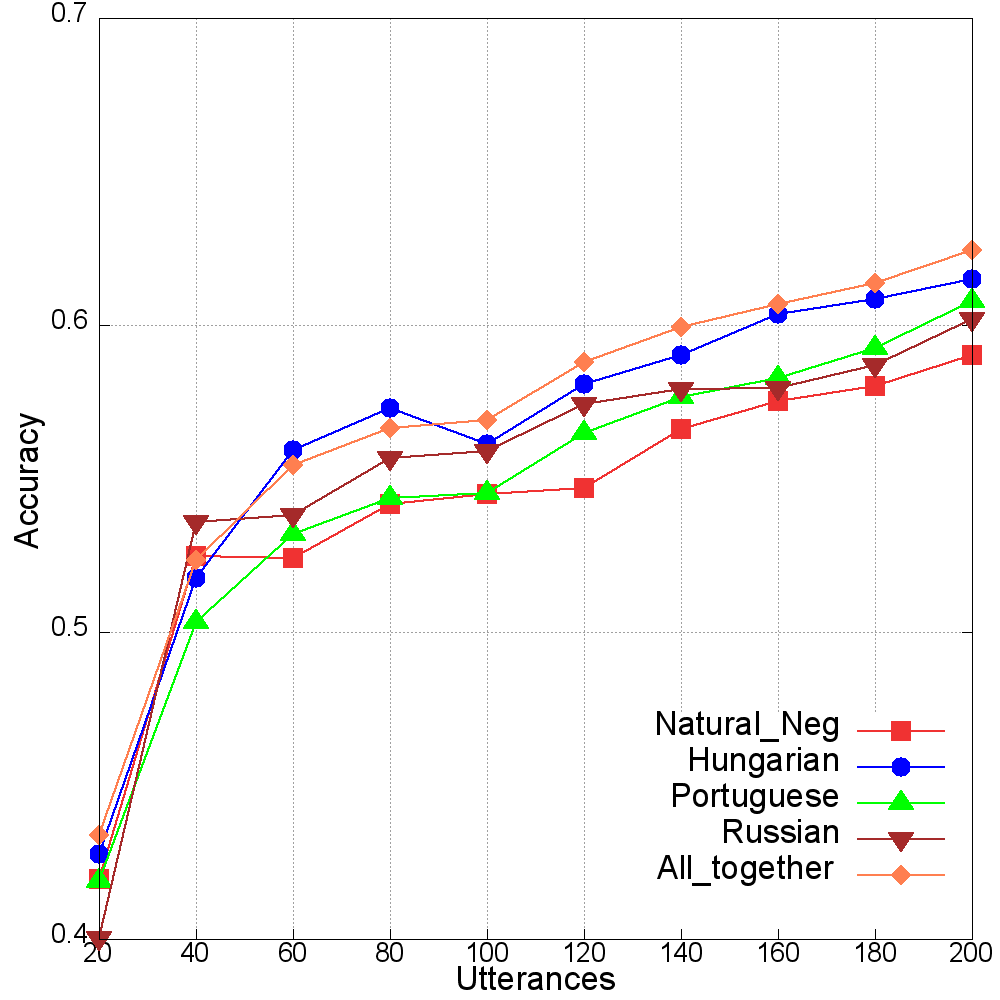 0.7
0.6
0.5
0.4
Accuracy
20 40 60 80 100 120 140 160 180 200
Utterances
Natural_Neg
Hungarian
Portuguese
Russian
All_together